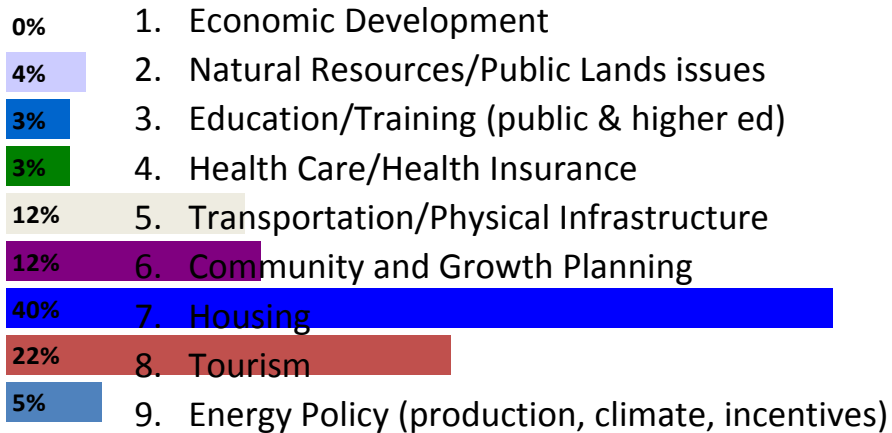 0% 1. Economic Development
4% 2. Natural Resources/Public Lands issues
3% 3. Education/Training (public & higher ed)
3% 4. Health Care/Health Insurance
12% 5. Transportation/Physical Infrastructure
12% 6. Community and Growth Planning
40% 7. Housing
22% 8. Tourism
5% 9. Energy Policy (production, climate, incentives)